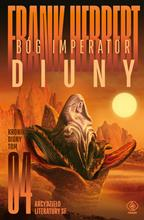 FRANK HERBERT
BÓG IMPERATOR
DIUNY
KRONIKI
DIUNY
TOM
04
ARCYDZIEŁO
LITERATURY SF